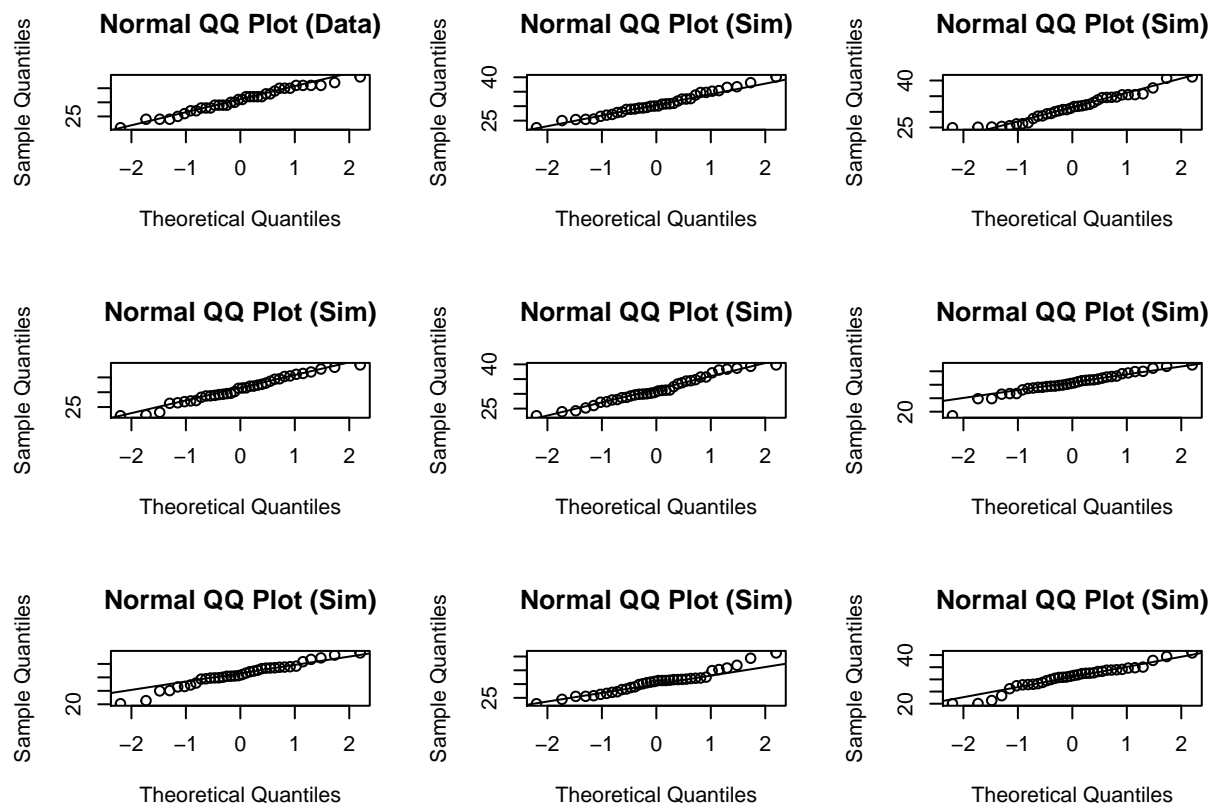 Normal QQ Plot (Data)
Sample Quantiles
25
−2 −1 0 1 2
Theoretical Quantiles
Normal QQ Plot (Sim)
Sample Quantiles
40
25
−2 −1 0 1 2
Theoretical Quantiles
Normal QQ Plot (Sim)
Sample Quantiles
40
25
−2 −1 0 1 2
Theoretical Quantiles
Normal QQ Plot (Sim)
Sample Quantiles
25
−2 −1 0 1 2
Theoretical Quantiles
Normal QQ Plot (Sim)
Sample Quantiles
40
25
−2 −1 0 1 2
Theoretical Quantiles
Normal QQ Plot (Sim)
Sample Quantiles
20
−2 −1 0 1 2
Theoretical Quantiles
Normal QQ Plot (Sim)
Sample Quantiles
20
−2 −1 0 1 2
Theoretical Quantiles
Normal QQ Plot (Sim)
Sample Quantiles
25
−2 −1 0 1 2
Theoretical Quantiles
Normal QQ Plot (Sim)
Sample Quantiles
40
20
−2 −1 0 1 2
Theoretical Quantiles